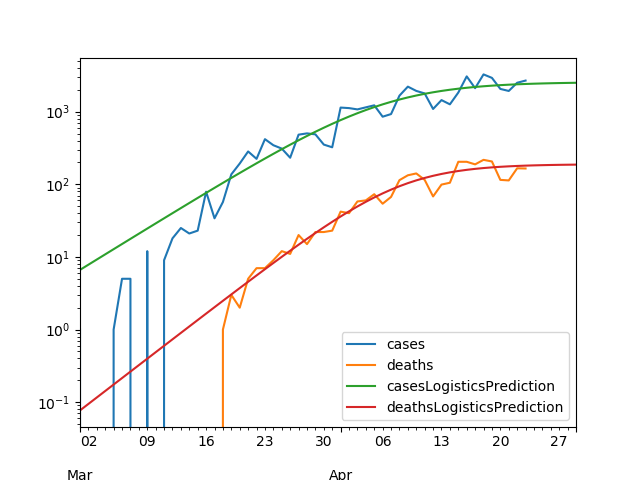 10³
10²
10¹
10⁰
10⁻¹
cases
deaths
casesLogisticsPrediction
deathsLogisticsPrediction
02 09 16 23 30 06 13 20 27
Mar Apr